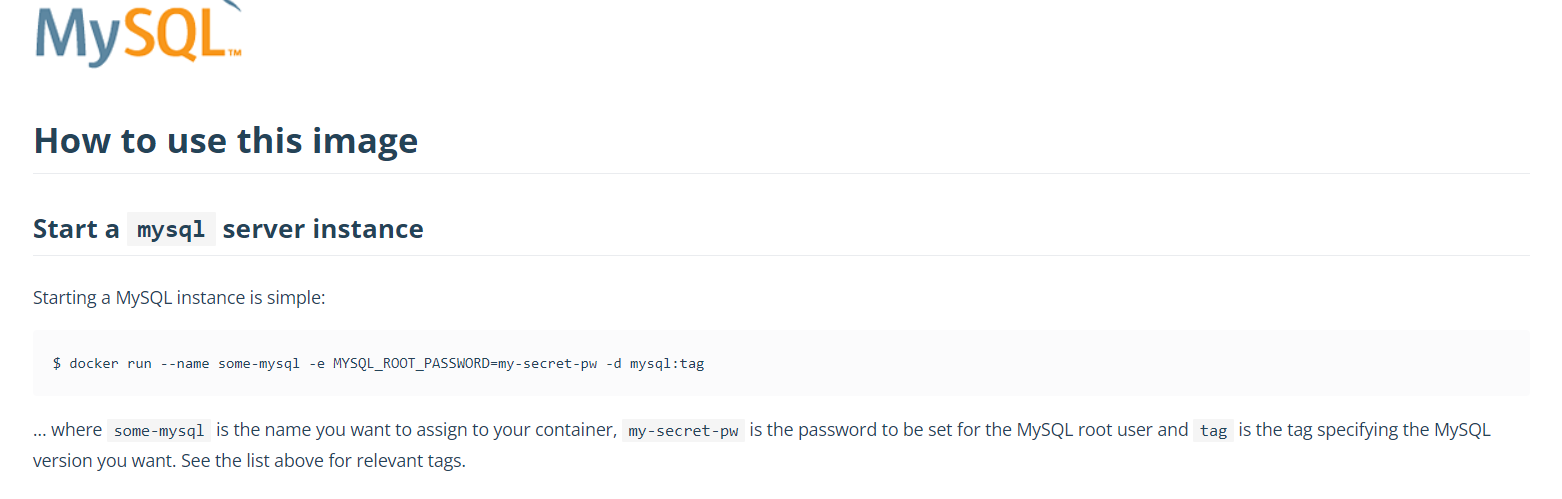 MySQL™
How to use this image
Start a mysql server instance
Starting a MySQL instance is simple:
$ docker run --name some-mysql -e MYSQL_ROOT_PASSWORD=my-secret-pw -d mysql:tag
... where some-mysql is the name you want to assign to your container, my-secret-pw is the password to be set for the MySQL root user and tag is the tag specifying the MySQL
version you want. See the list above for relevant tags.